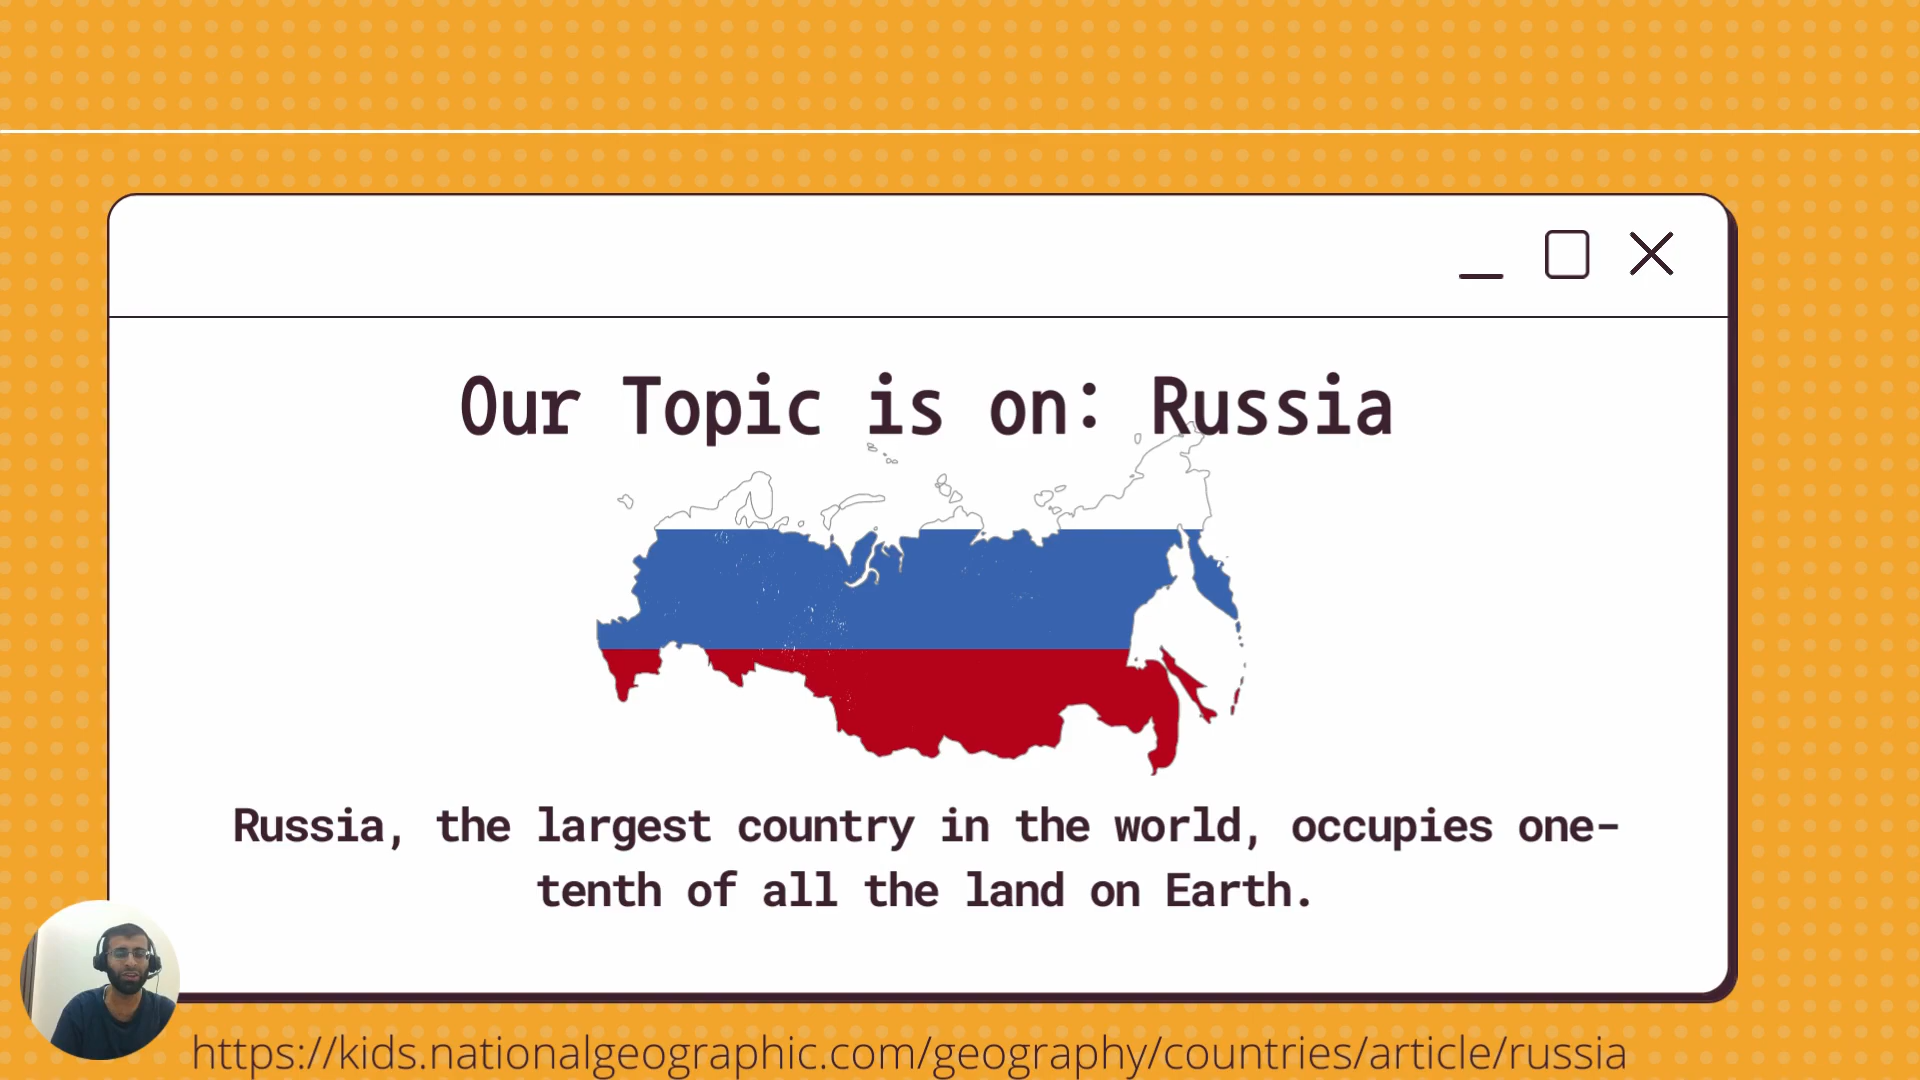 Our Topic is on: Russia
Russia, the largest country in the world, occupies one-
tenth of all the land on Earth.
https://kids.nationalgeographic.com/geography/countries/article/russia